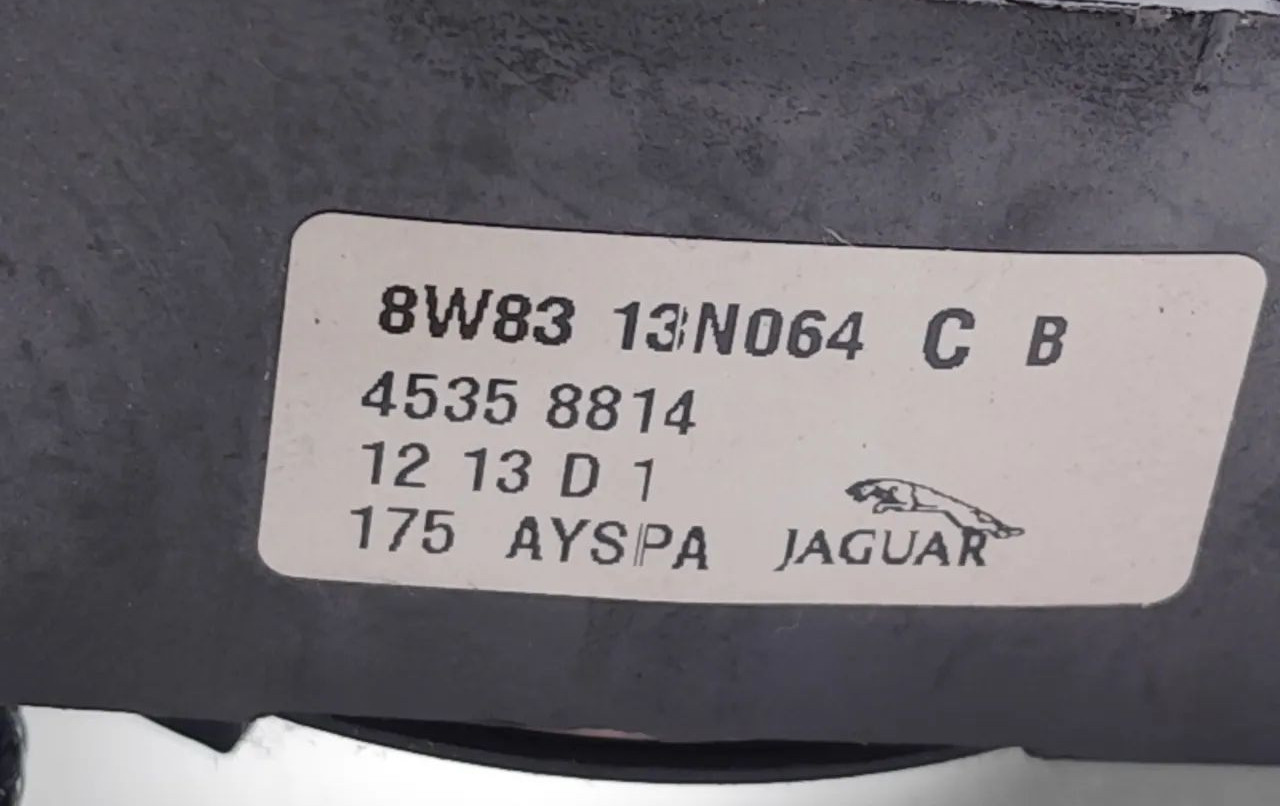 8W83 13N064 C B
4535 8814
12 13 D 1
175 AYSPA JAGUAR